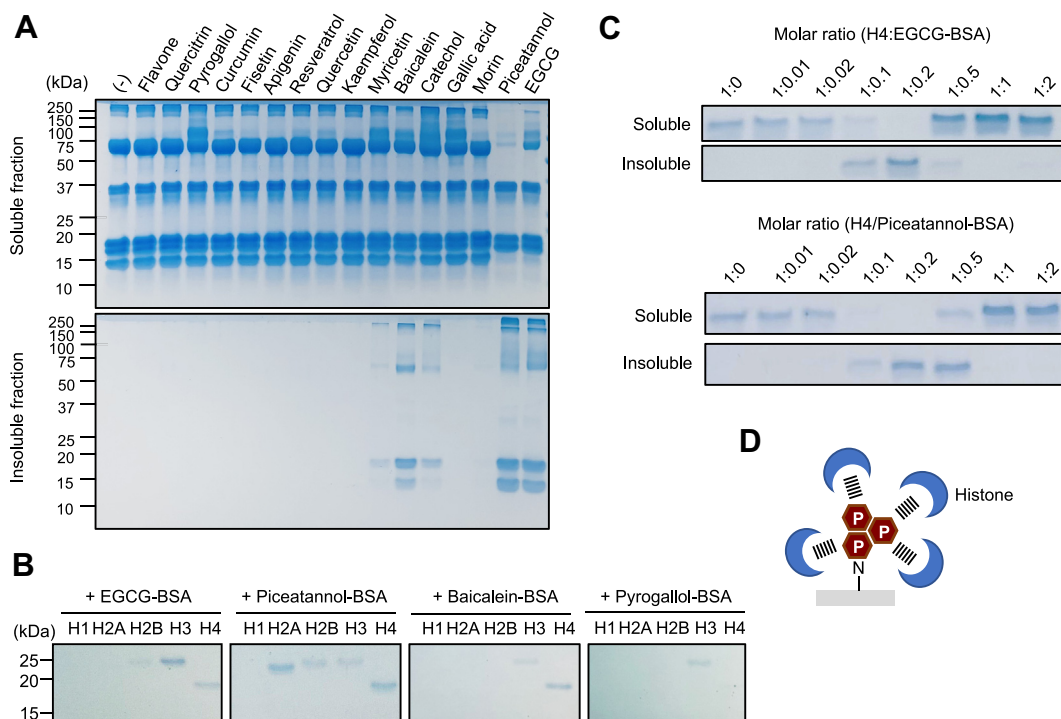 A
(kDa)
(-)
Flavone
Quercitrin
Pyrogallol
Curcumin
Fisetin
Apigenin
Resveratrol
Quercetin
Kaempferol
Myricetin
Baicalein
Catechol
Gallic acid
Morin
Piceatannol
EGCG
Soluble fraction
250
150
100
75
50
37
25
20
15
10
Insoluble fraction
250
150
100
75
50
37
25
20
15
10
B
+ EGCG-BSA
+ Piceatannol-BSA
+ Baicalein-BSA
+ Pyrogallol-BSA
(kDa)
H1 H2A H2B H3 H4
H1 H2A H2B H3 H4
H1 H2A H2B H3 H4
H1 H2A H2B H3 H4
25
20
15
C
Molar ratio (H4:EGCG-BSA)
1:0 1:0.01 1:0.02 1:0.1 1:0.2 1:0.5 1:1 1:2
Soluble
Insoluble
Molar ratio (H4/Piceatannol-BSA)
1:0 1:0.01 1:0.02 1:0.1 1:0.2 1:0.5 1:1 1:2
Soluble
Insoluble
D
Histone
P
P
P
N